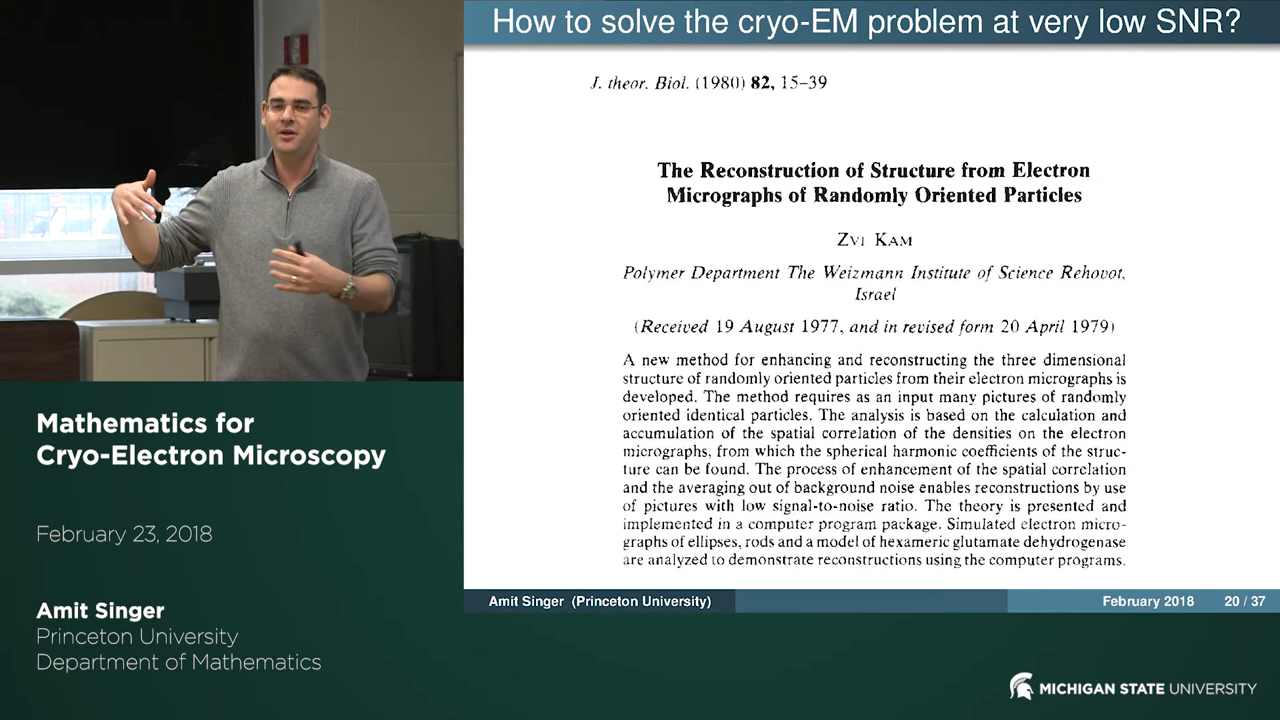 How to solve the cryo-EM problem at very low SNR?
J. theor. Biol. (1980) 82, 15–39
The Reconstruction of Structure from Electron
Micrographs of Randomly Oriented Particles
ZVI KAM
Polymer Department The Weizmann Institute of Science Rehovot,
Israel
(Received 19 August 1977, and in revised form 20 April 1979)
A new method for enhancing and reconstructing the three dimensional
structure of randomly oriented particles from their electron micrographs is
developed. The method requires as an input many pictures of randomly
oriented identical particles. The analysis is based on the calculation and
accumulation of the spatial correlation of the densities on the electron
micrographs, from which the spherical harmonic coefficients of the struc-
ture can be found. The process of enhancement of the spatial correlation
and the averaging out of background noise enables reconstructions by use
of pictures with low signal-to-noise ratio. The theory is presented and
implemented in a computer program package. Simulated electron micro-
graphs of ellipses, rods and a model of hexameric glutamate dehydrogenase
are analyzed to demonstrate reconstructions using the computer programs.
Amit Singer (Princeton University) February 2018 20 / 37
Mathematics for
Cryo-Electron Microscopy
February 23, 2018
Amit Singer
Princeton University
Department of Mathematics
MICHIGAN STATE UNIVERSITY